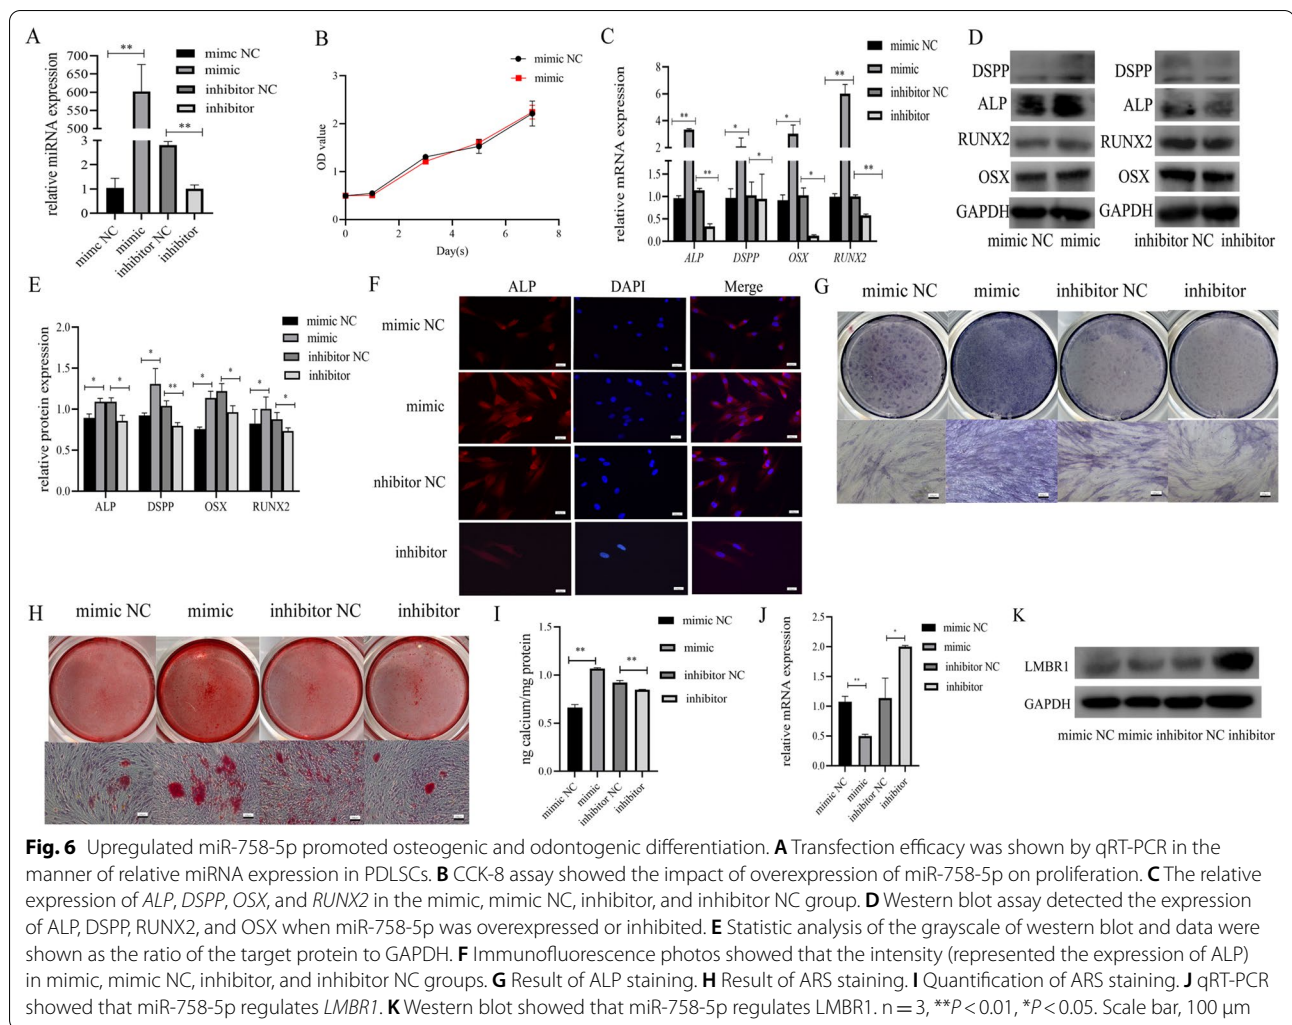 A
relative miRNA expression
700
650
600
550
500
3
2
1
0
**
**
mimc NC
mimic
inhibitor NC
inhibitor
mimc NC
mimic
inhibitor NC
inhibitor
B
OD value
3
2
1
0
0
2
4
6
8
Day(s)
mimic NC
mimic
C
relative mRNA expression
8
6
4
2
1.5
1.0
0.5
0.0
**
**
*
*
*
*
**
**
ALP
DSPP
OSX
RUNX2
mimic NC
mimic
inhibitor NC
inhibitor
D
DSPP
ALP
RUNX2
OSX
GAPDH
mimic NC mimic
DSPP
ALP
RUNX2
OSX
GAPDH
inhibitor NC inhibitor
E
relative protein expression
2.0
1.5
1.0
0.5
0.0
*
*
*
**
*
*
*
*
ALP
DSPP
OSX
RUNX2
mimic NC
mimic
inhibitor NC
inhibitor
F
ALP
DAPI
Merge
mimic NC
mimic
nhibitor NC
inhibitor
G
mimic NC
mimic
inhibitor NC
inhibitor
H
mimic NC
mimic
inhibitor NC
inhibitor
I
ng calcium/mg protein
1.5
1.0
0.5
0.0
**
**
mimic NC
mimic
inhibitor NC
inhibitor
mimic NC
mimic
inhibitor NC
inhibitor
J
relative mRNA expression
2.5
2.0
1.5
1.0
0.5
0.0
**
*
mimic NC
mimic
inhibitor NC
inhibitor
mimic NC
mimic
inhibitor NC
inhibitor
K
LMBR1
GAPDH
mimic NC mimic inhibitor NC inhibitor
Fig. 6 Upregulated miR-758-5p promoted osteogenic and odontogenic differentiation. A Transfection efficacy was shown by qRT-PCR in the
manner of relative miRNA expression in PDLSCs. B CCK-8 assay showed the impact of overexpression of miR-758-5p on proliferation. C The relative
expression of ALP, DSPP, OSX, and RUNX2 in the mimic, mimic NC, inhibitor, and inhibitor NC group. D Western blot assay detected the expression
of ALP, DSPP, RUNX2, and OSX when miR-758-5p was overexpressed or inhibited. E Statistic analysis of the grayscale of western blot and data were
shown as the ratio of the target protein to GAPDH. F Immunofluorescence photos showed that the intensity (represented the expression of ALP)
in mimic, mimic NC, inhibitor, and inhibitor NC groups. G Result of ALP staining. H Result of ARS staining. I Quantification of ARS staining. J qRT-PCR
showed that miR-758-5p regulates LMBR1. K Western blot showed that miR-758-5p regulates LMBR1. n = 3, **P < 0.01, *P < 0.05. Scale bar, 100 μm